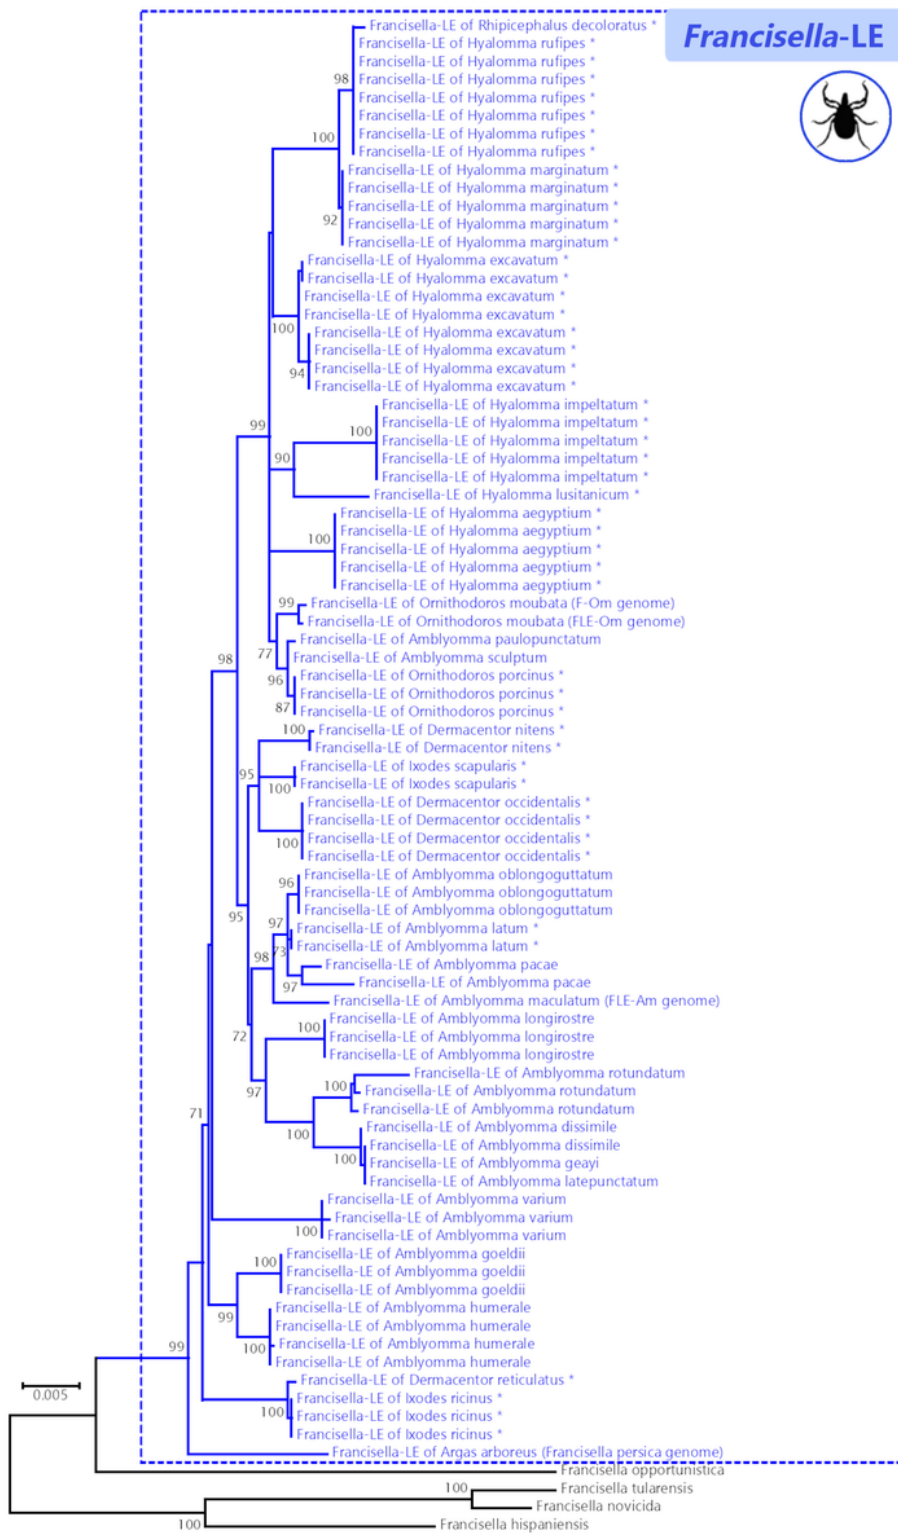 Francisella-LE
Francisella-LE of Rhipicephalus decoloratus *
Francisella-LE of Hyalomma rufipes *
Francisella-LE of Hyalomma rufipes *
98
Francisella-LE of Hyalomma rufipes *
Francisella-LE of Hyalomma rufipes *
Francisella-LE of Hyalomma rufipes *
Francisella-LE of Hyalomma rufipes *
100
Francisella-LE of Hyalomma rufipes *
Francisella-LE of Hyalomma marginatum *
Francisella-LE of Hyalomma marginatum *
Francisella-LE of Hyalomma marginatum *
92
Francisella-LE of Hyalomma marginatum *
Francisella-LE of Hyalomma marginatum *
Francisella-LE of Hyalomma excavatum *
Francisella-LE of Hyalomma excavatum *
Francisella-LE of Hyalomma excavatum *
Francisella-LE of Hyalomma excavatum *
100
Francisella-LE of Hyalomma excavatum *
Francisella-LE of Hyalomma excavatum *
94
Francisella-LE of Hyalomma excavatum *
Francisella-LE of Hyalomma excavatum *
Francisella-LE of Hyalomma impeltatum *
99
Francisella-LE of Hyalomma impeltatum *
100
Francisella-LE of Hyalomma impeltatum *
90
Francisella-LE of Hyalomma impeltatum *
Francisella-LE of Hyalomma impeltatum *
Francisella-LE of Hyalomma lusitanicum *
Francisella-LE of Hyalomma aegyptium *
Francisella-LE of Hyalomma aegyptium *
100
Francisella-LE of Hyalomma aegyptium *
Francisella-LE of Hyalomma aegyptium *
Francisella-LE of Hyalomma aegyptium *
99
Francisella-LE of Ornithodoros moubata (F-Om genome)
Francisella-LE of Ornithodoros moubata (FLE-Om genome)
Francisella-LE of Amblyomma paulopunctatum
77
98
Francisella-LE of Amblyomma sculptum
96
Francisella-LE of Ornithodoros porcinus *
Francisella-LE of Ornithodoros porcinus *
87
Francisella-LE of Ornithodoros porcinus *
100
Francisella-LE of Dermacentor nitens *
Francisella-LE of Dermacentor nitens *
95
Francisella-LE of Ixodes scapularis *
100
Francisella-LE of Ixodes scapularis *
Francisella-LE of Dermacentor occidentalis *
Francisella-LE of Dermacentor occidentalis *
Francisella-LE of Dermacentor occidentalis *
100
Francisella-LE of Dermacentor occidentalis *
96
Francisella-LE of Amblyomma oblongoguttatum
Francisella-LE of Amblyomma oblongoguttatum
95
Francisella-LE of Amblyomma oblongoguttatum
97
Francisella-LE of Amblyomma latum *
73
Francisella-LE of Amblyomma latum *
98
Francisella-LE of Amblyomma pacae
97
Francisella-LE of Amblyomma pacae
Francisella-LE of Amblyomma maculatum (FLE-Am genome)
Francisella-LE of Amblyomma longirostre
100
72
Francisella-LE of Amblyomma longirostre
Francisella-LE of Amblyomma longirostre
Francisella-LE of Amblyomma rotundatum
100
97
Francisella-LE of Amblyomma rotundatum
Francisella-LE of Amblyomma rotundatum
71
Francisella-LE of Amblyomma dissimile
100
Francisella-LE of Amblyomma dissimile
100
Francisella-LE of Amblyomma geayi
Francisella-LE of Amblyomma latepunctatum
Francisella-LE of Amblyomma varium
Francisella-LE of Amblyomma varium
100
Francisella-LE of Amblyomma varium
Francisella-LE of Amblyomma goeldii
100
Francisella-LE of Amblyomma goeldii
Francisella-LE of Amblyomma goeldii
Francisella-LE of Amblyomma humerale
99
Francisella-LE of Amblyomma humerale
99
Francisella-LE of Amblyomma humerale
100
Francisella-LE of Amblyomma humerale
Francisella-LE of Dermacentor reticulatus *
0.005
Francisella-LE of Ixodes ricinus *
100
Francisella-LE of Ixodes ricinus *
Francisella-LE of Ixodes ricinus *
Francisella-LE of Argas arboreus (Francisella persica genome)
Francisella opportunistica
100
Francisella tularensis
Francisella novicida
100
Francisella hispaniensis